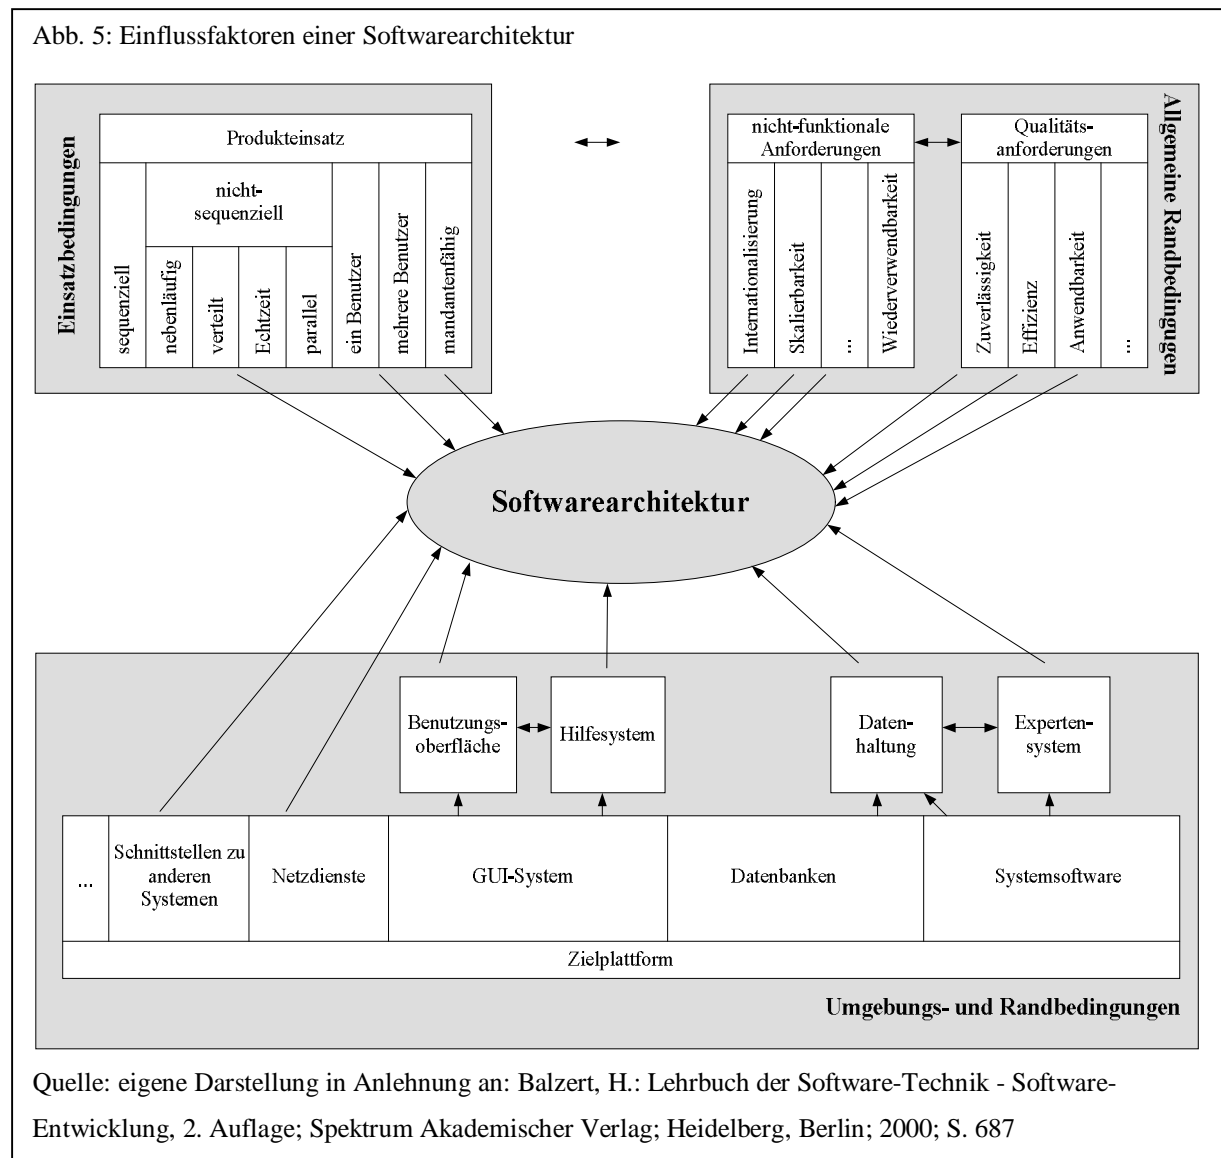 Abb. 5: Einflussfaktoren einer Softwarearchitektur
Einsatzbedingungen
Produkteinsatz
sequenziell
nicht-
sequenziell
nebenläufig
verteilt
Echtzeit
parallel
ein Benutzer
mehrere Benutzer
mandantenfähig
nicht-funktionale
Anforderungen
Internationalisierung
Skalierbarkeit
...
Wiederverwendbarkeit
Qualitäts-
anforderungen
Zuverlässigkeit
Effizienz
Anwendbarkeit
...
Allgemeine Randbedingugen
Softwarearchitektur
Benutzungs-
oberfläche
Hilfesystem
Daten-
haltung
Experten-
system
...
Schnittstellen zu
anderen
Systemen
Netzdienste
GUI-System
Datenbanken
Systemsoftware
Zielplattform
Umgebungs- und Randbedingungen
Quelle: eigene Darstellung in Anlehnung an: Balzert, H.: Lehrbuch der Software-Technik - Software-
Entwicklung, 2. Auflage; Spektrum Akademischer Verlag; Heidelberg, Berlin; 2000; S. 687